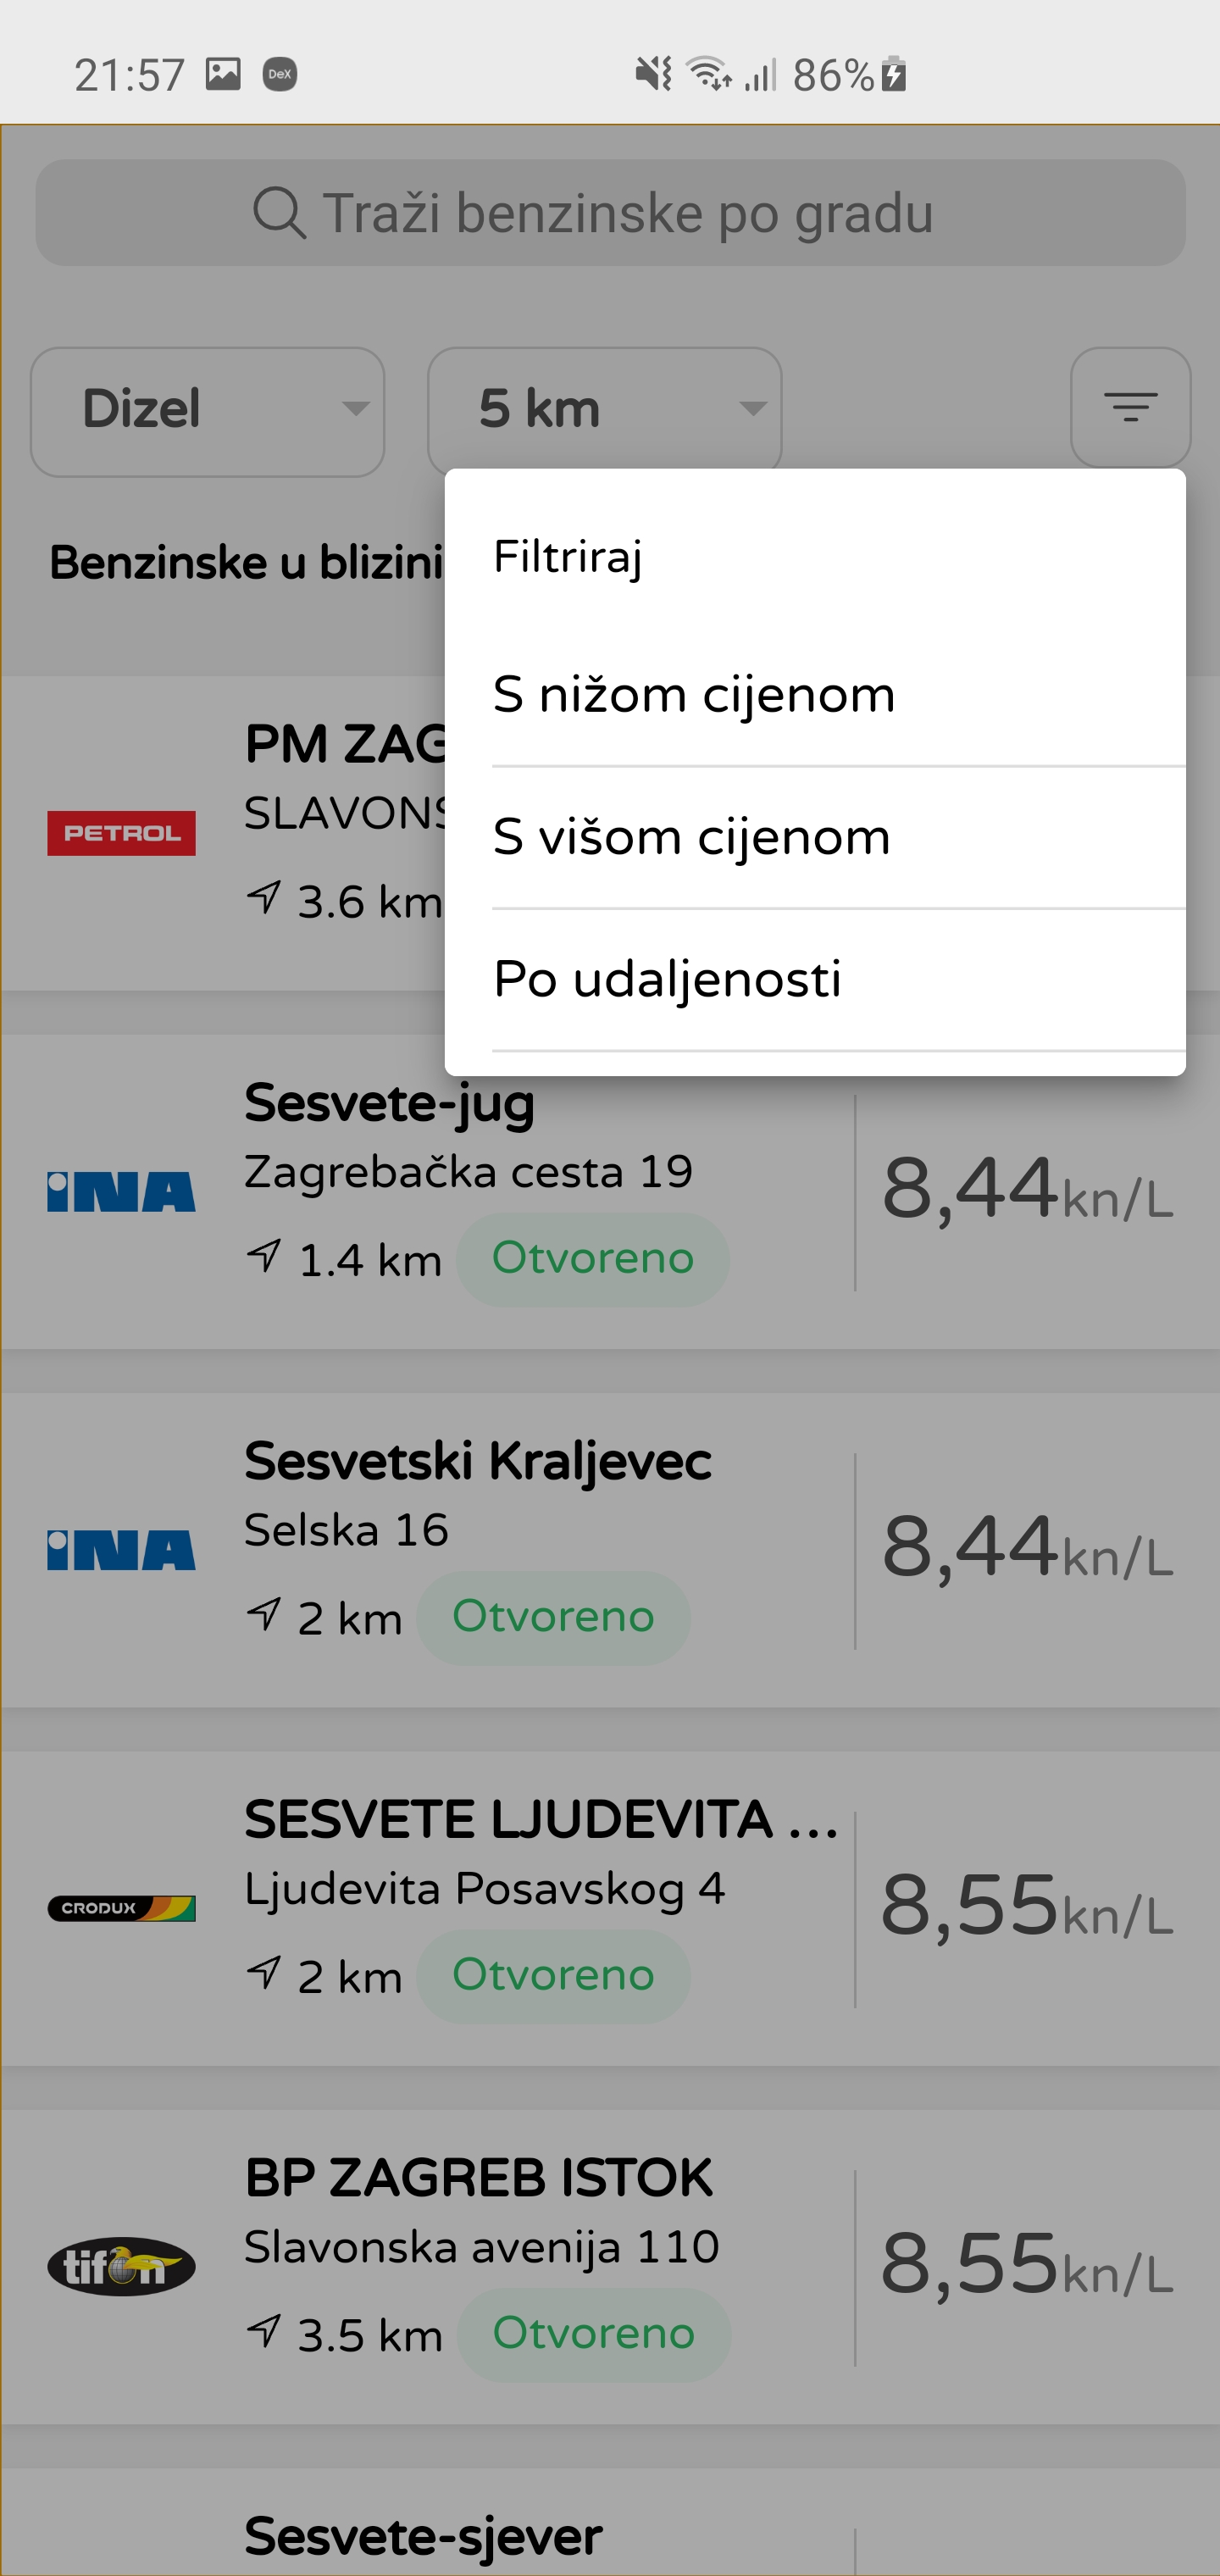 21:57 DeX 86%
Traži benzinske po gradu
Dizel 5 km
Benzinske u blizini
Filtriraj
S nižom cijenom
S višom cijenom
Po udaljenosti
PETROL
PM ZAG
SLAVONS
3.6 km
INA
Sesvete-jug
Zagrebačka cesta 19
1.4 km Otvoreno
8,44kn/L
INA
Sesvetski Kraljevec
Selska 16
2 km Otvoreno
8,44kn/L
CRODUX
SESVETE LJUDEVITA ...
Ljudevita Posavskog 4
2 km Otvoreno
8,55kn/L
tifon
BP ZAGREB ISTOK
Slavonska avenija 110
3.5 km Otvoreno
8,55kn/L
Sesvete-sjever